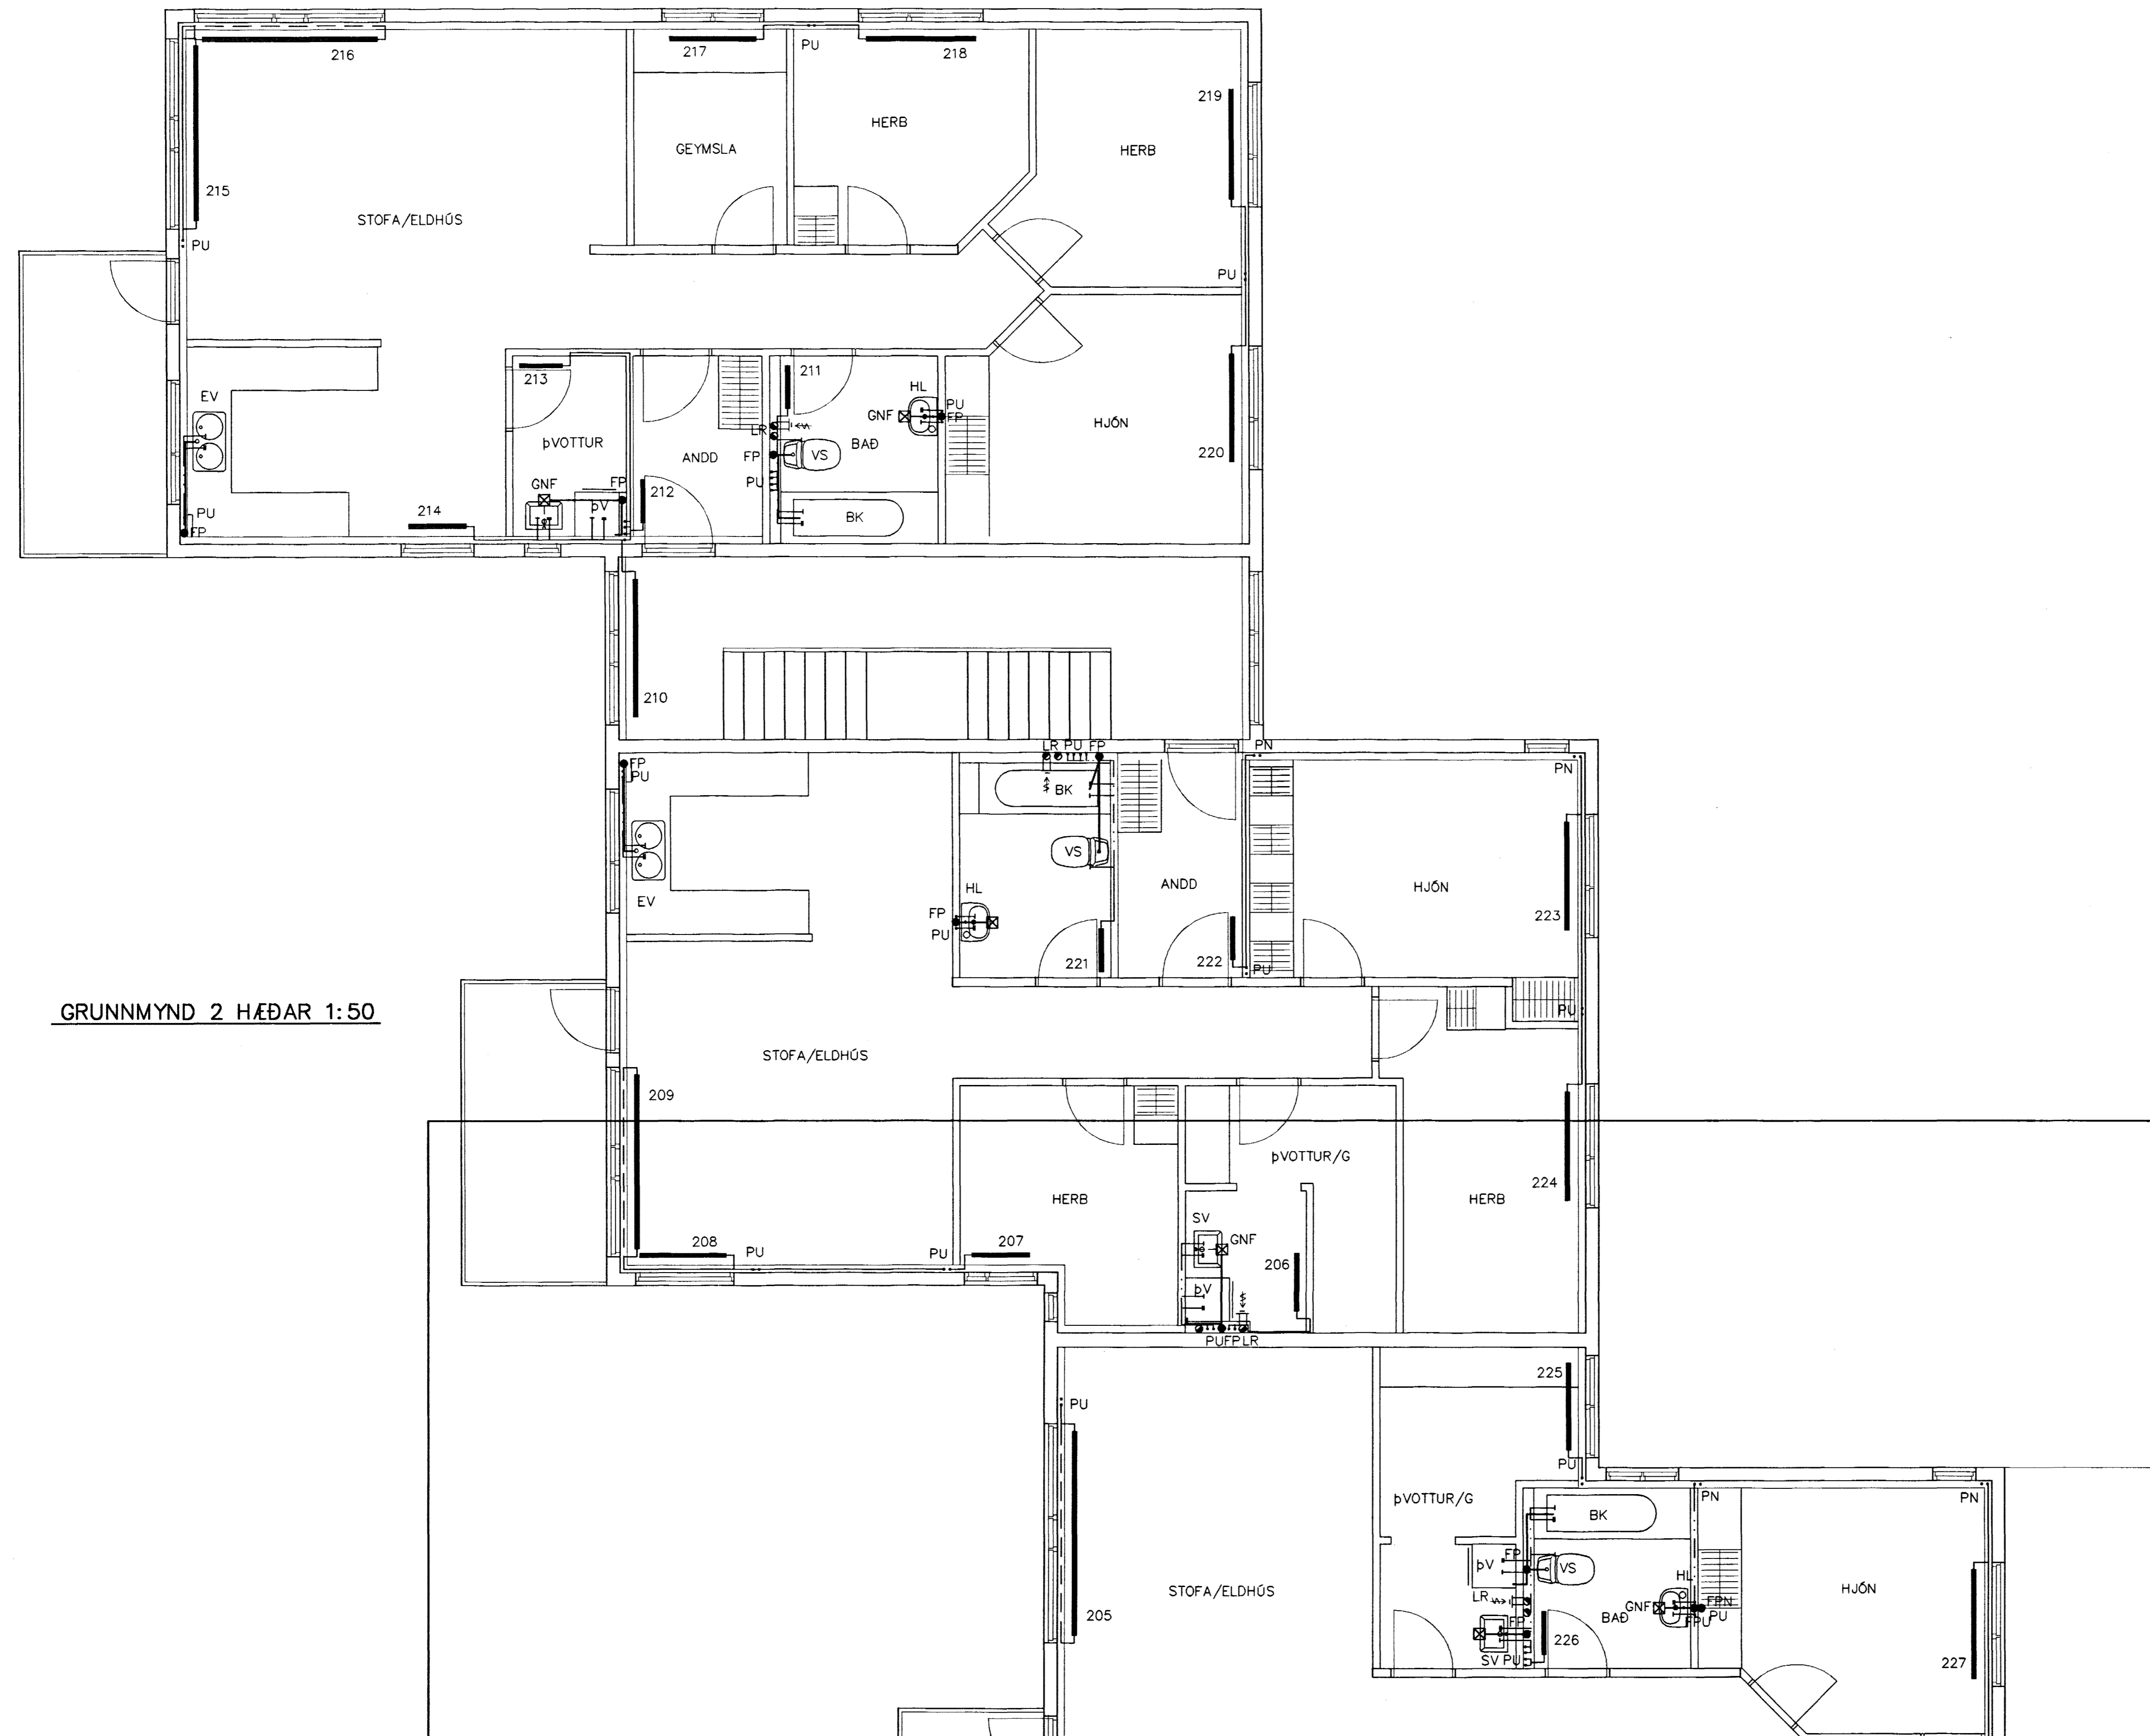 216
217
PU
218
219
HERB
GEYMSLA
HERB
215
STOFA/ELDHÚS
PU
PU
213
211
HL
EV
PU
GNF
FP
HJÓN
LR
ÞVOTTUR
BAÐ
220
ANDD
FP
VS
GNF
FP
PU
212
ÞV
214
PU
BK
FP
210
LR PU FP
PN
FP
PN
PU
BK
VS
ANDD
HJÓN
HL
EV
FP
223
PU
221
222
PU
GRUNNMYND 2 HÆÐAR 1:50
PU
STOFA/ELDHÚS
209
ÞVOTTUR/G
224
HERB
HERB
SV
208
PU
PU
207
GNF
206
ÞV
PUFPLR
225
PU
PU
ÞVOTTUR/G
PN
PN
BK
FP
ÞV
VS
HL
STOFA/ELDHÚS
HJÓN
LR
GNF
FPN
205
FP
BAÐ
FPU
PU
226
SV PU
227